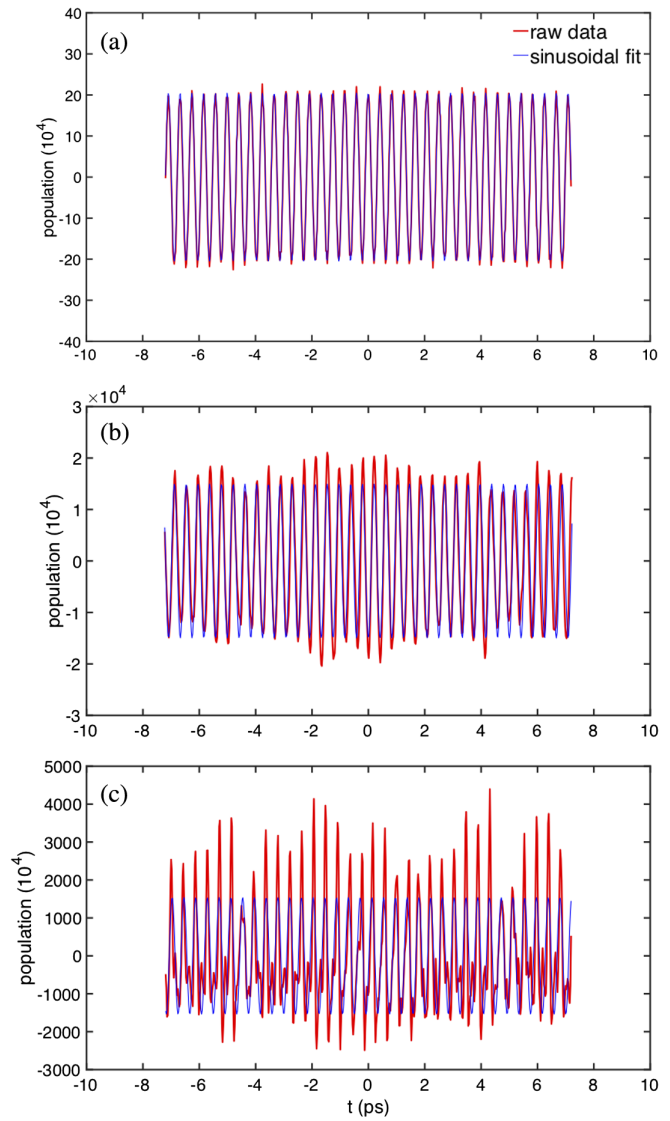 40
(a)
raw data
30
sinusoidal fit
20
10
0
-10
-20
-30
-40
population (10⁴)
-10 -8 -6 -4 -2 0 2 4 6 8 10
×10⁴
3
(b)
2
1
0
-1
-2
-3
population (10⁴)
-10 -8 -6 -4 -2 0 2 4 6 8 10
5000
(c)
4000
3000
2000
1000
0
-1000
-2000
-3000
population (10⁴)
-10 -8 -6 -4 -2 0 2 4 6 8 10
t (ps)